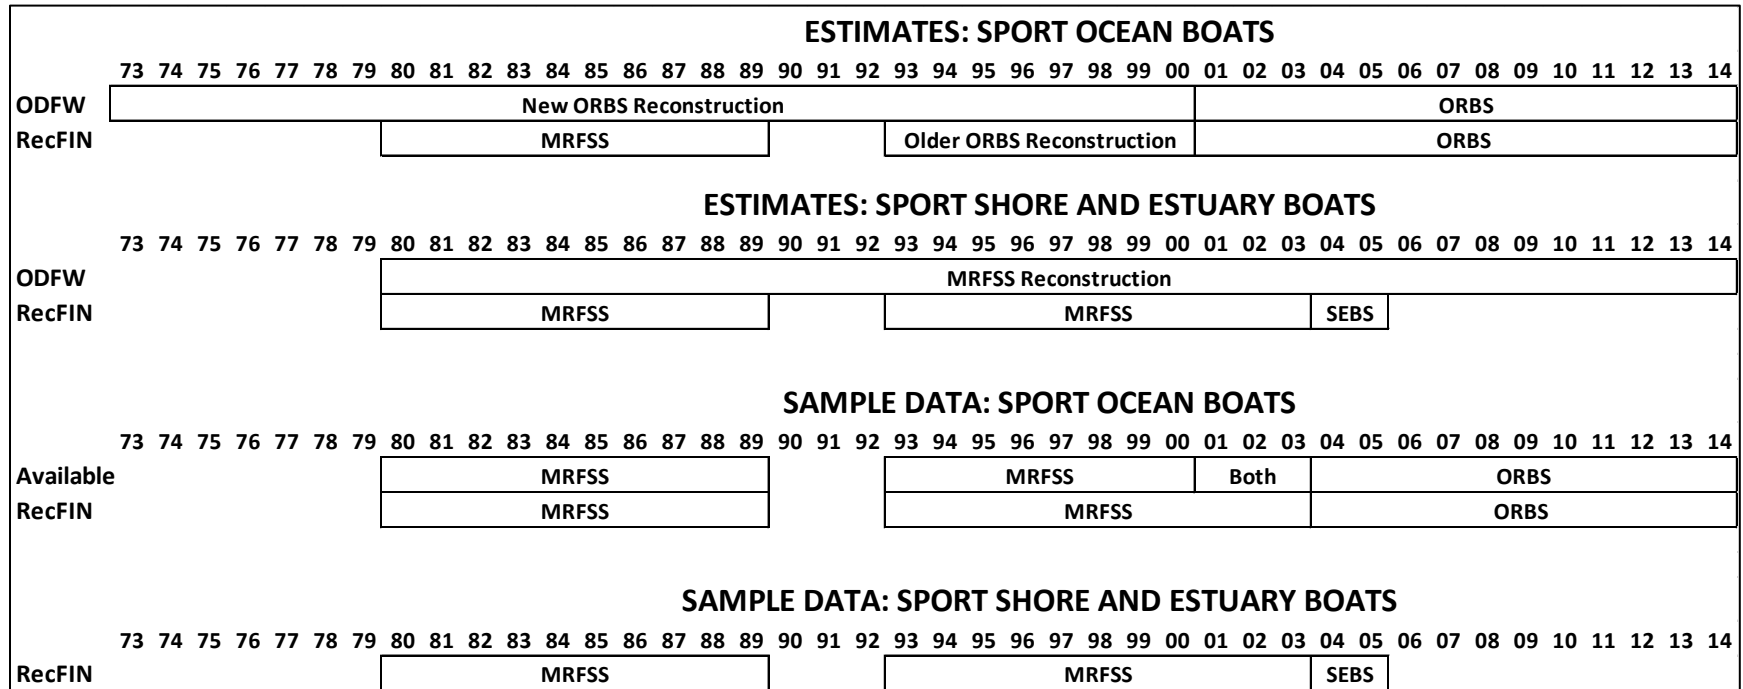 ESTIMATES: SPORT OCEAN BOATS
73 74 75 76 77 78 79 80 81 82 83 84 85 86 87 88 89 90 91 92 93 94 95 96 97 98 99 00 01 02 03 04 05 06 07 08 09 10 11 12 13 14
ODFW New ORBS Reconstruction ORBS
RecFIN MRFSS Older ORBS Reconstruction ORBS
ESTIMATES: SPORT SHORE AND ESTUARY BOATS
73 74 75 76 77 78 79 80 81 82 83 84 85 86 87 88 89 90 91 92 93 94 95 96 97 98 99 00 01 02 03 04 05 06 07 08 09 10 11 12 13 14
ODFW MRFSS Reconstruction
RecFIN MRFSS MRFSS SEBS
SAMPLE DATA: SPORT OCEAN BOATS
73 74 75 76 77 78 79 80 81 82 83 84 85 86 87 88 89 90 91 92 93 94 95 96 97 98 99 00 01 02 03 04 05 06 07 08 09 10 11 12 13 14
Available MRFSS MRFSS Both ORBS
RecFIN MRFSS MRFSS ORBS
SAMPLE DATA: SPORT SHORE AND ESTUARY BOATS
73 74 75 76 77 78 79 80 81 82 83 84 85 86 87 88 89 90 91 92 93 94 95 96 97 98 99 00 01 02 03 04 05 06 07 08 09 10 11 12 13 14
RecFIN MRFSS MRFSS SEBS